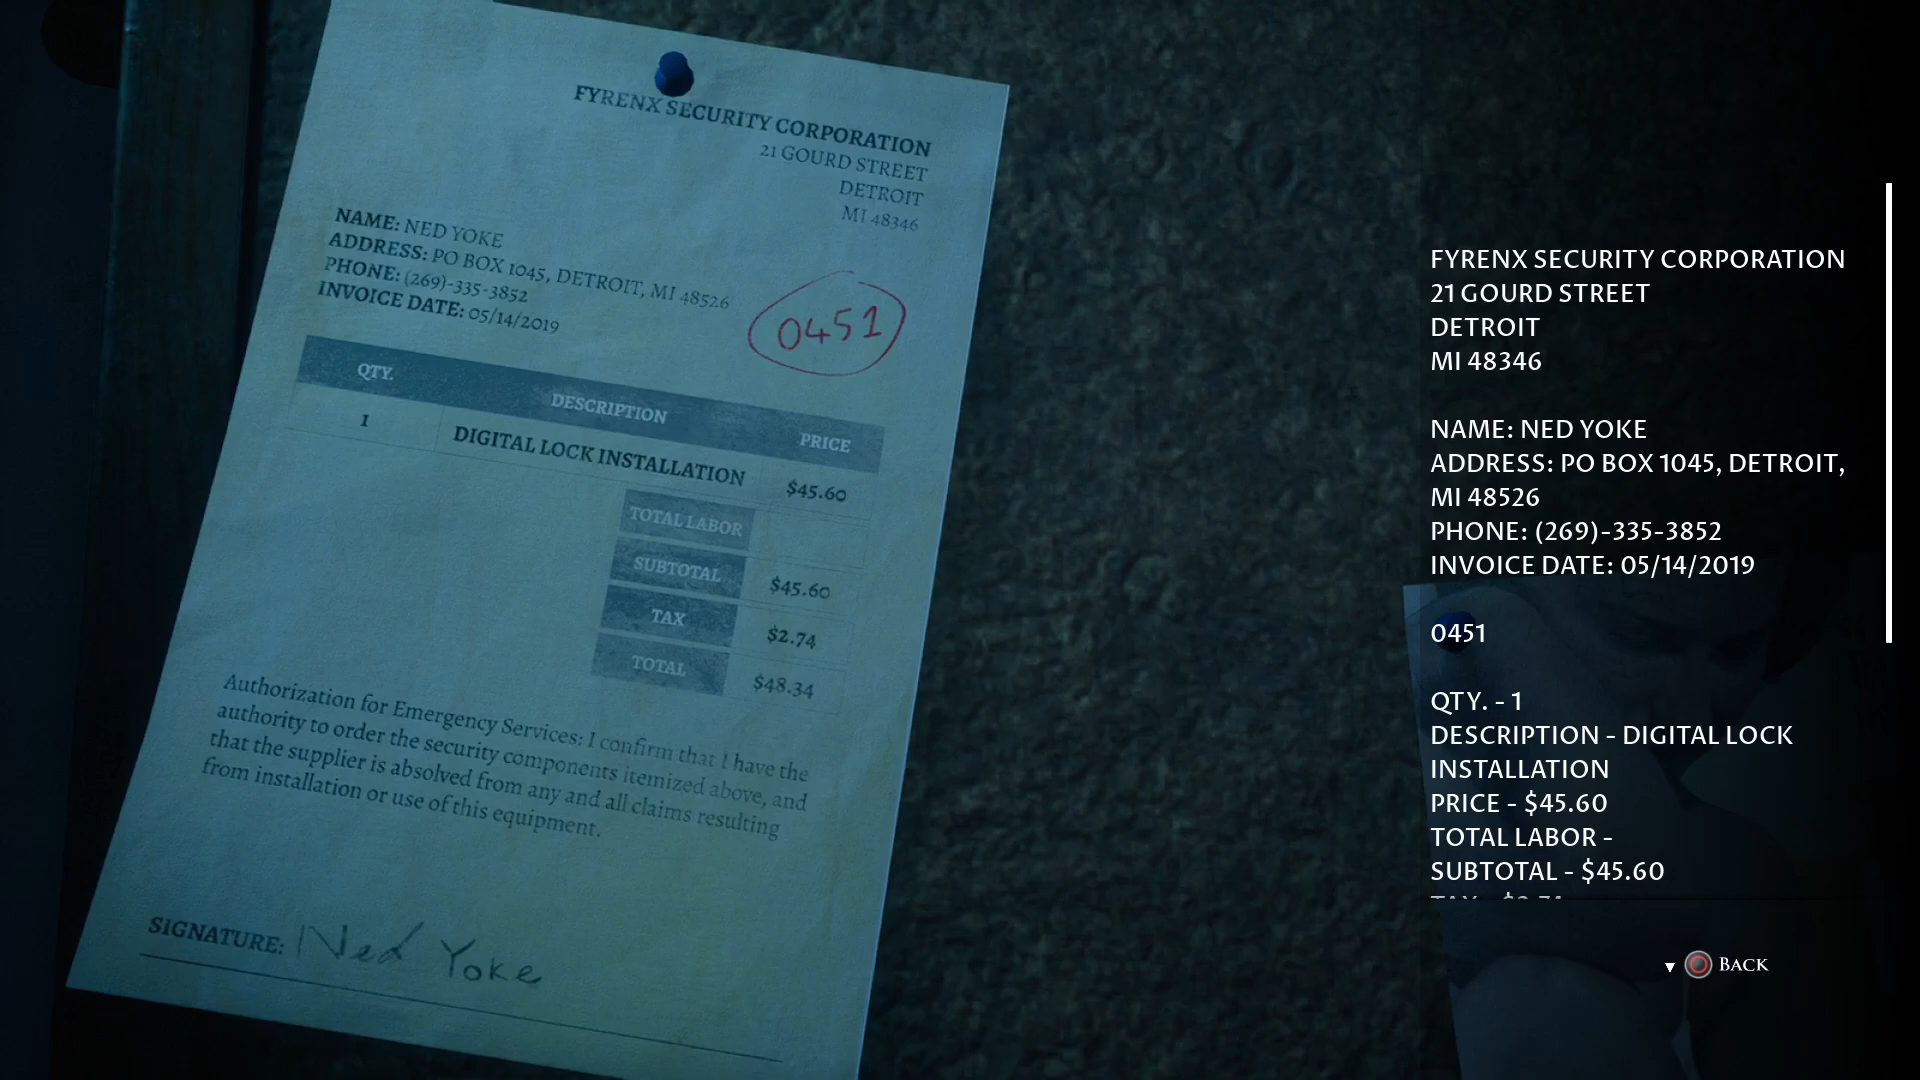 FYRENX SECURITY CORPORATION
21 GOURD STREET
DETROIT
MI 48346
NAME: NED YOKE
ADDRESS: PO BOX 1045, DETROIT, MI 48526
PHONE: (269)-335-3852
INVOICE DATE: 05/14/2019
0451
QTY. DESCRIPTION PRICE
1 DIGITAL LOCK INSTALLATION $45.60
TOTAL LABOR
SUBTOTAL $45.60
TAX $2.74
TOTAL $48.34
Authorization for Emergency Services: I confirm that I have the
authority to order the security components itemized above, and
that the supplier is absolved from any and all claims resulting
from installation or use of this equipment.
SIGNATURE: Ned Yoke
FYRENX SECURITY CORPORATION
21 GOURD STREET
DETROIT
MI 48346
NAME: NED YOKE
ADDRESS: PO BOX 1045, DETROIT,
MI 48526
PHONE: (269)-335-3852
INVOICE DATE: 05/14/2019
0451
QTY. - 1
DESCRIPTION - DIGITAL LOCK
INSTALLATION
PRICE - $45.60
TOTAL LABOR -
SUBTOTAL - $45.60
TAX - $2.74
BACK